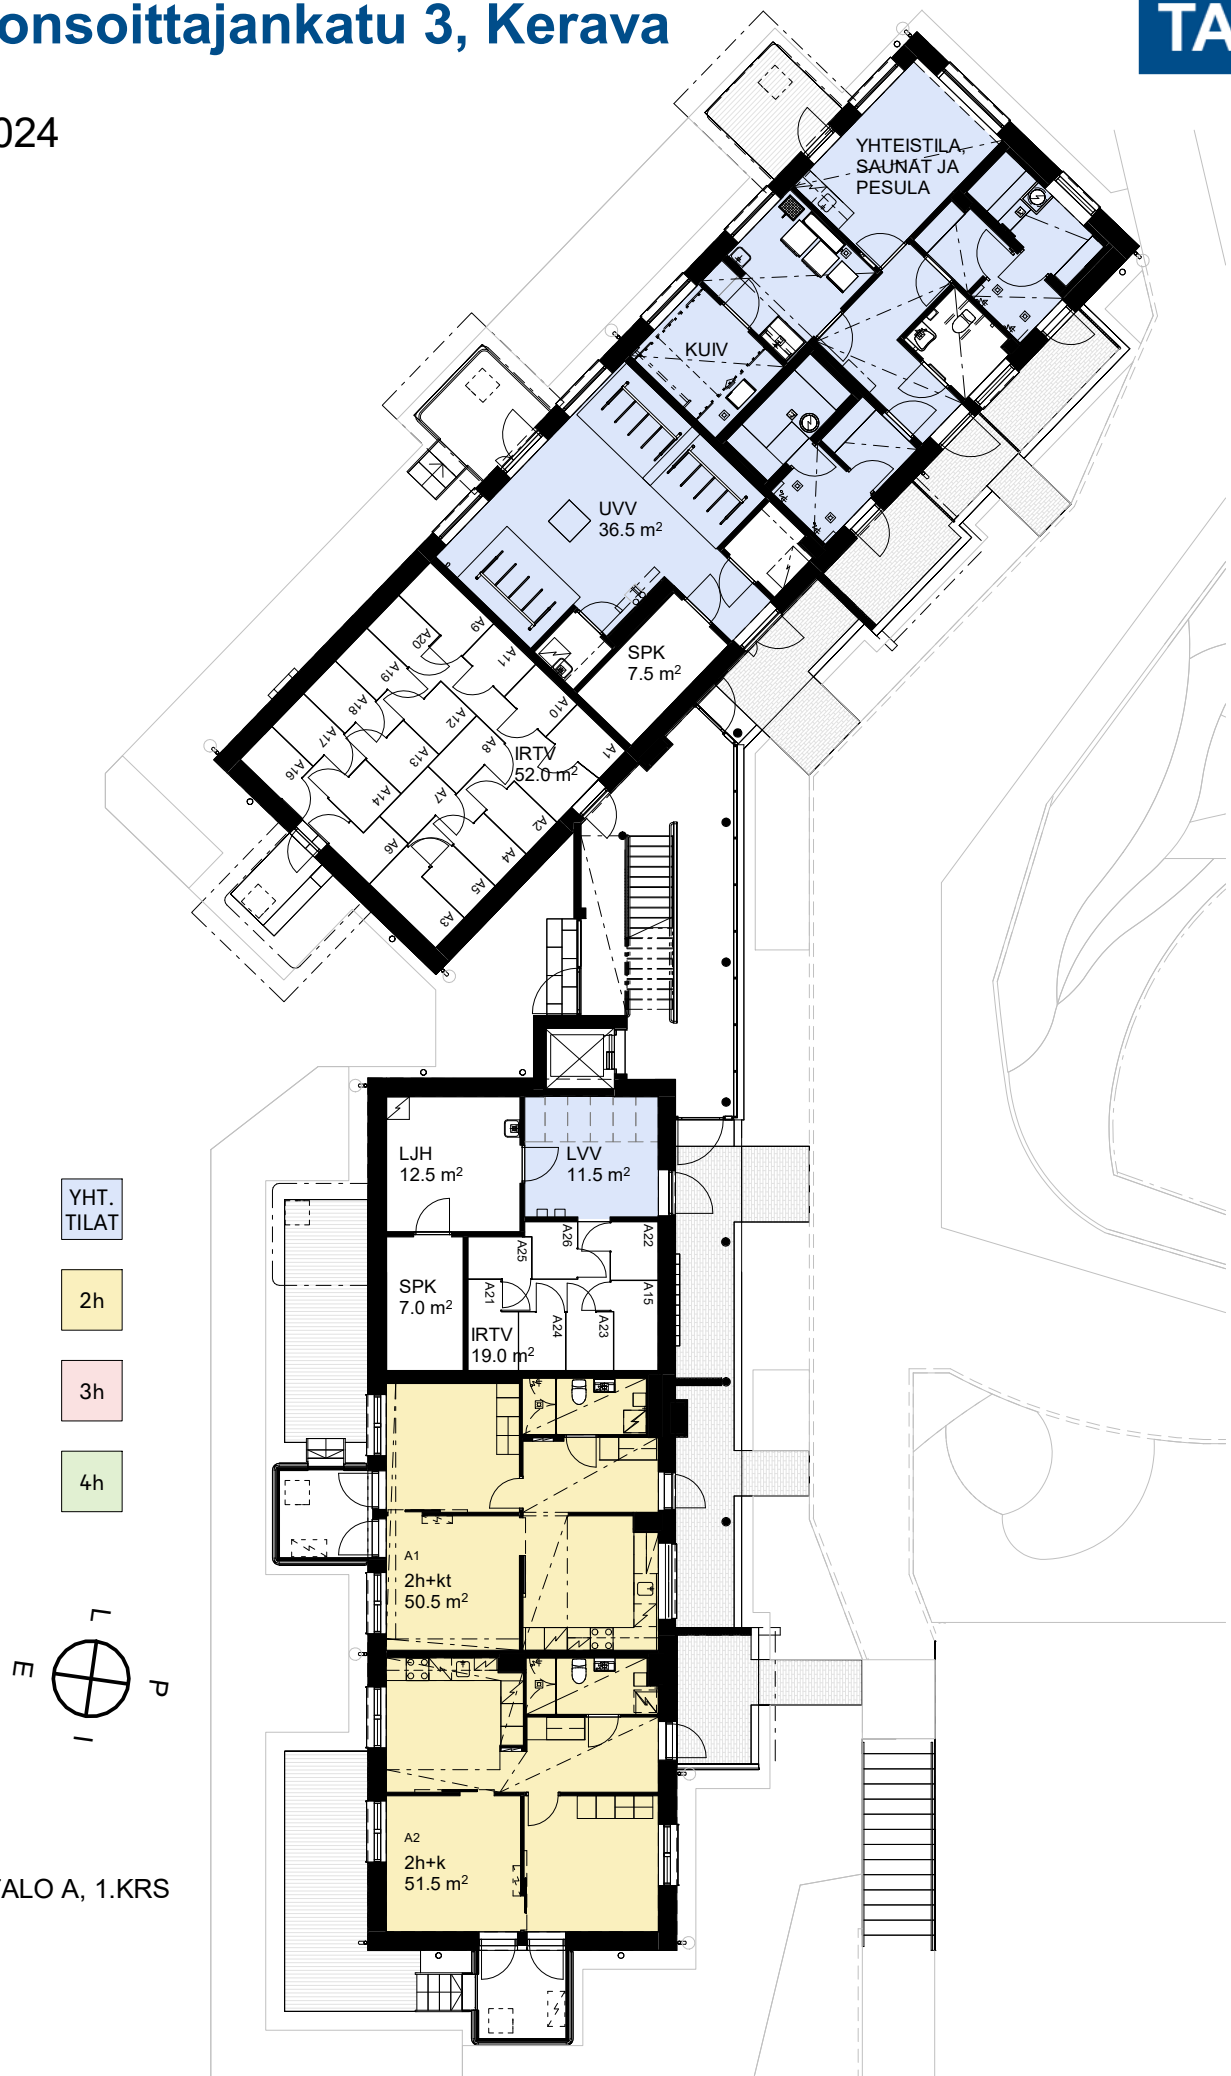 onsoittajankatu 3, Kerava
TA
024
YHTEISTILA,
SAUNAT JA
PESULA
KUIV
UVV
36.5 m²
SPK
7.5 m²
A9
A20
A11
A19
A10
A18
A12
A1
A17
A8
A13
IRTV
52.0 m²
A16
A7
A14
A2
A6
A4
A5
A3
LJH
12.5 m²
LVV
11.5 m²
YHT.
TILAT
A26
A22
A25
SPK
7.0 m²
A21
A15
A24
A23
IRTV
19.0 m²
2h
3h
4h
A1
2h+kt
50.5 m²
L
E
P
I
A2
2h+k
51.5 m²
ALO A, 1.KRS